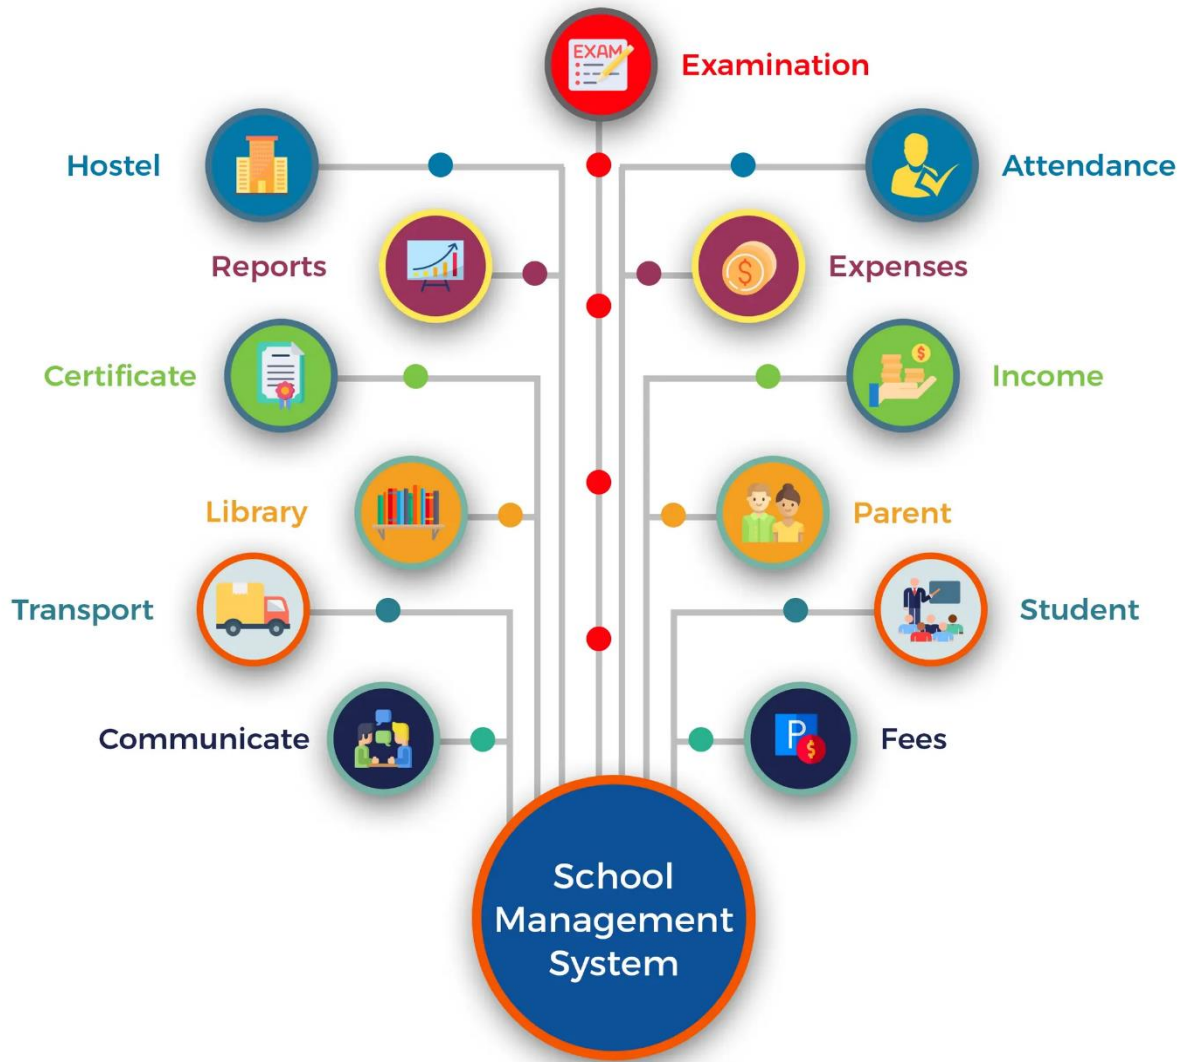 EXAM
Examination
Hostel
Attendance
Reports
Expenses
Certificate
Income
Library
Parent
Transport
Student
Communicate
P
$
Fees
$
$
School
Management
System